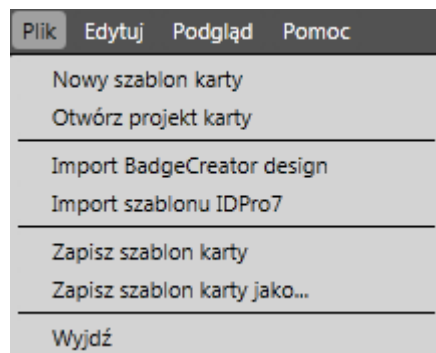 Plik Edytuj Podgląd Pomoc
Nowy szablon karty
Otwórz projekt karty
Import BadgeCreator design
Import szablonu IDPro7
Zapisz szablon karty
Zapisz szablon karty jako...
Wyjdź